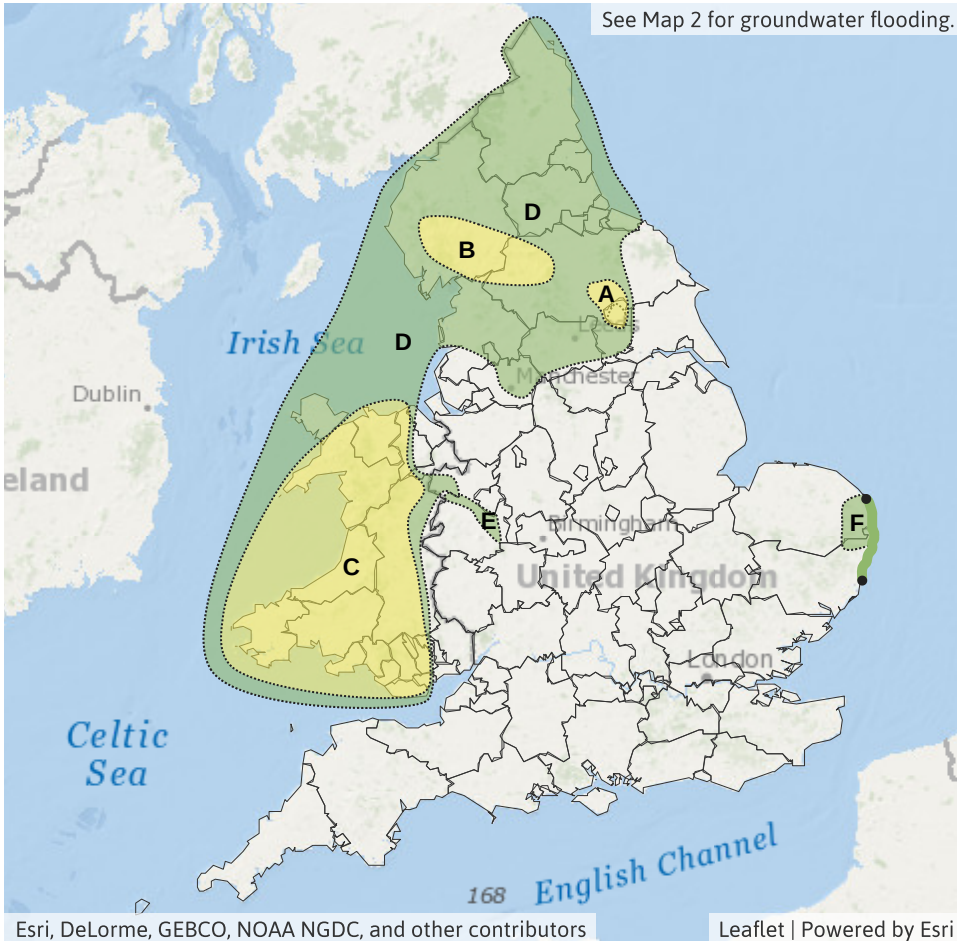 See Map 2 for groundwater flooding.
D
B
A
Leeds
Irish Sea
D
Manchester
Dublin
eland
E
Birmingham
F
C
United Kingdom
London
Celtic
Sea
English Channel
168
Esri, DeLorme, GEBCO, NOAA NGDC, and other contributors
Leaflet | Powered by Esri